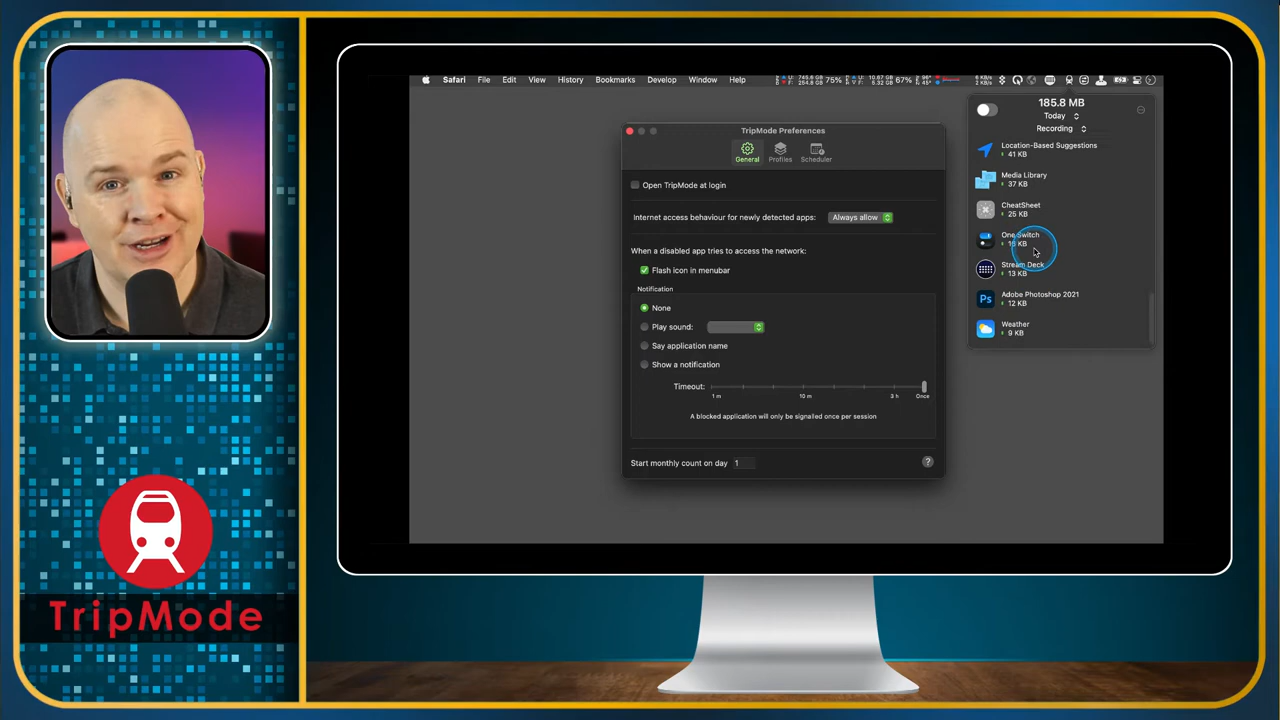 Safari File Edit View History Bookmarks Develop Window Help
75%
67%
185.8 MB
Today
Recording
Location-Based Suggestions
41 KB
Media Library
37 KB
CheatSheet
25 KB
One Switch
Stream Deck
13 KB
Adobe Photoshop 2021
12 KB
Weather
9 KB
TripMode Preferences
General Profiles Scheduler
Open TripMode at login
Internet access behaviour for newly detected apps: Always allow
When a disabled app tries to access the network:
Flash icon in menubar
Notification
None
Play sound:
Say application name
Show a notification
Timeout:
1 m 10 m 3 h Once
A blocked application will only be signalled once per session
Start monthly count on day 1
?
Ps
TripMode